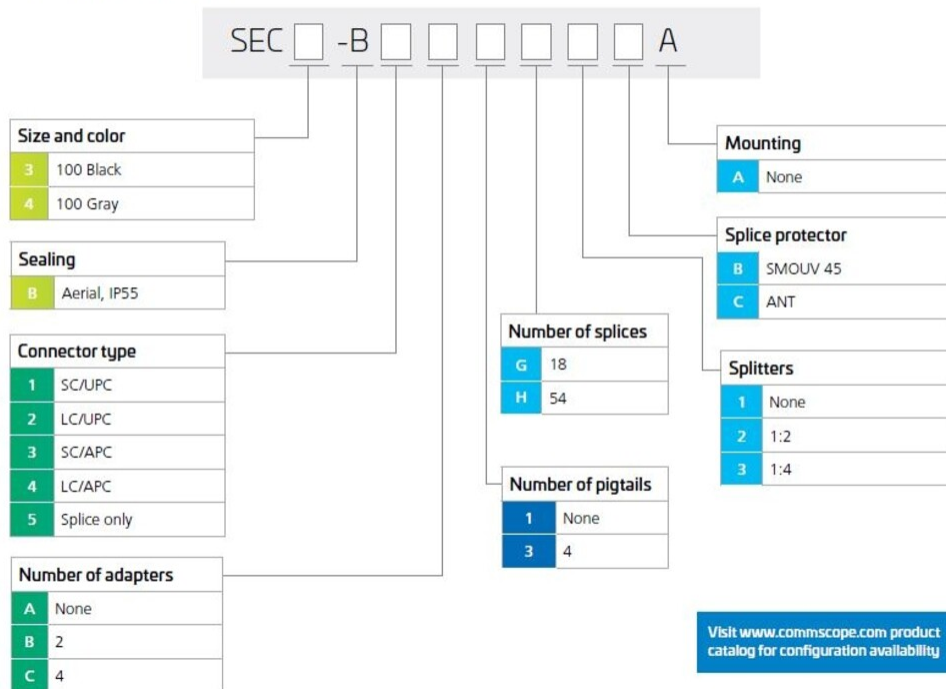 SEC -B A
Size and color
3 100 Black
4 100 Gray
Sealing
B Aerial, IP55
Connector type
1 SC/UPC
2 LC/UPC
3 SC/APC
4 LC/APC
5 Splice only
Number of adapters
A None
B 2
C 4
Number of splices
G 18
H 54
Number of pigtails
1 None
3 4
Mounting
A None
Splice protector
B SMOUV 45
C ANT
Splitters
1 None
2 1:2
3 1:4
Visit www.commscope.com product
catalog for configuration availability